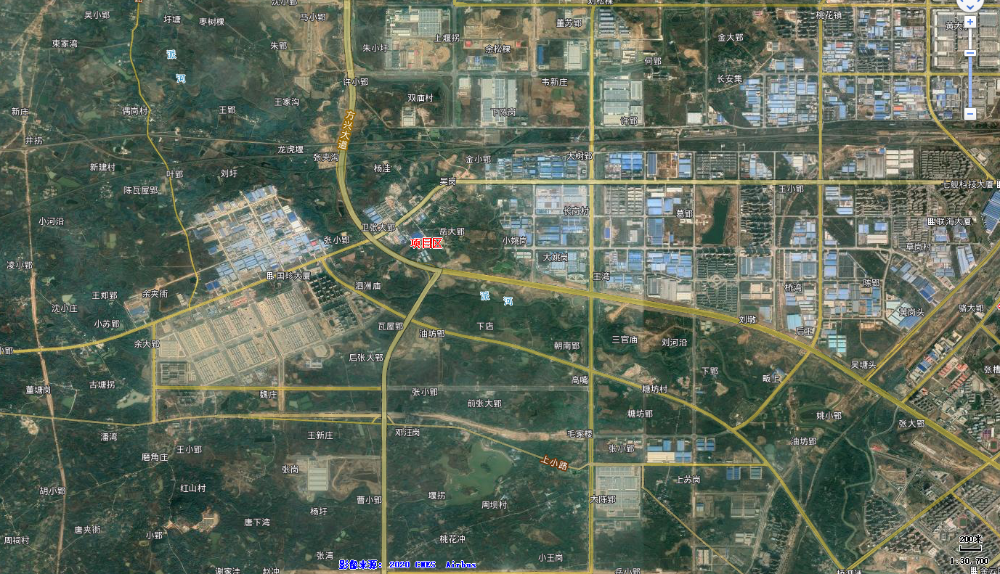 沈小郢
刘松棵
吴小郢
圩塘
枣树棵
马小郢
董苏郢
桃花镇
黄大
束家湾
派
河
朱郢
朱小圩
上堰拐
余松棵
金大郢
何郢
许小郢
韦新庄
长安集
双庙村
新庄
偶岗村
王郢
王家沟
下陈岗
许郢
方兴大道
井拐
龙虎堰
张夹沟
金小郢
大树郢
新建村
叶郢
刘圩
杨洼
吴岗
王小郢
七舰科技大厦
陈瓦屋郢
长岗村
葛郢
小河沿
卫张大郢
岳大郢
联海大厦
张小郢
项目区
小姚岗
草岗村
大姚岗
凌小郢
国珍大厦
王湾
泗洲庙
陈郢
桥湾
王郑郢
余夹衖
派
河
沈小庄
黄岗头
骆大郢
小苏郢
瓦屋郢
下店
刘墩
油坊郢
后王
余大郢
朝南郢
三官庙
刘河沿
小郢
后张大郢
吴塘头
张槽
高嘴
下郢
畈上
董塘岗
古塘拐
魏庄
张小郢
糖坊村
前张大郢
糖坊郢
姚小郢
张大郢
潘湾
王新庄
邓汪岗
毛家楼
油坊郢
王小郢
磨角庄
张小郢
上小路
张岗
上苏岗
胡小郢
红山村
堰拐
曹小郢
大陈郢
周坝村
杨圩
唐下湾
唐夹衖
小郢
周祠村
桃花冲
200米
张湾
小王岗
影像来源: 2020 CNES Airbus
1:30,700
谢家洼
赵冲
岳小郢
桥泗洲